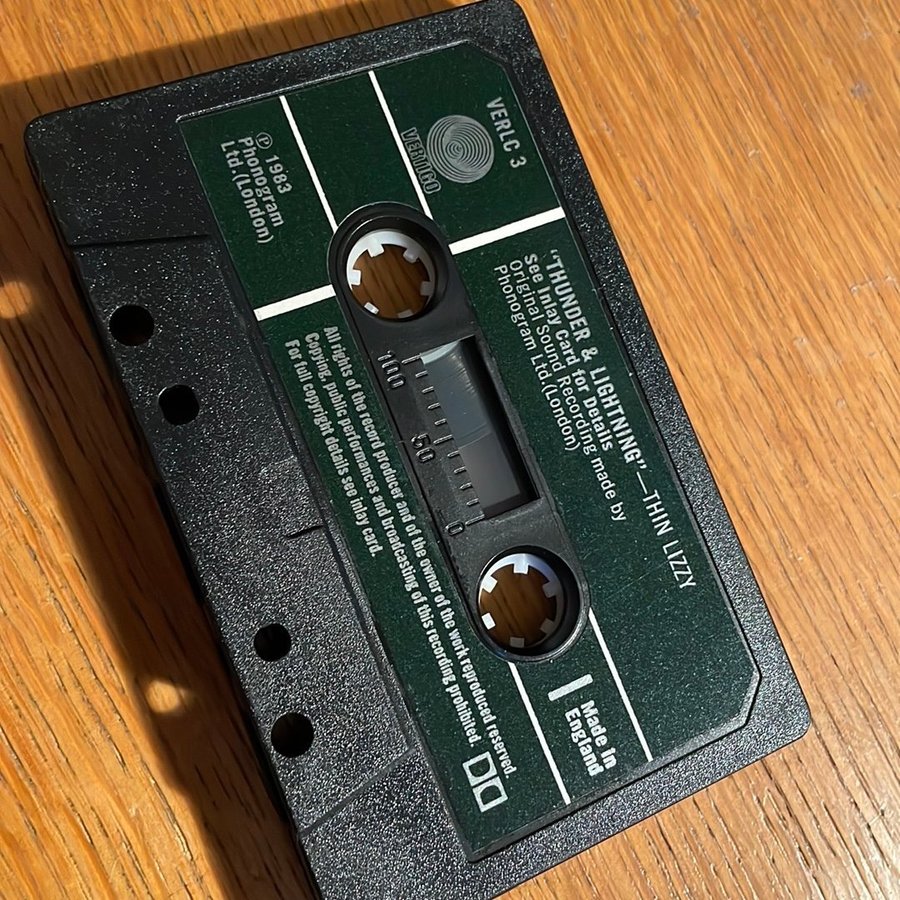 VERLC 3
VERTIGO
℗ 1983
Phonogram
Ltd.(London)
"THUNDER & LIGHTNING"—THIN LIZZY
See Inlay Card for Details
Original Sound Recording made by
Phonogram Ltd.(London)
100
50
0
All rights of the record producer and of the owner of the work reproduced reserved.
Copying, public performances and broadcasting of this recording prohibited.
For full copyright details see inlay card.
1
Made in
England